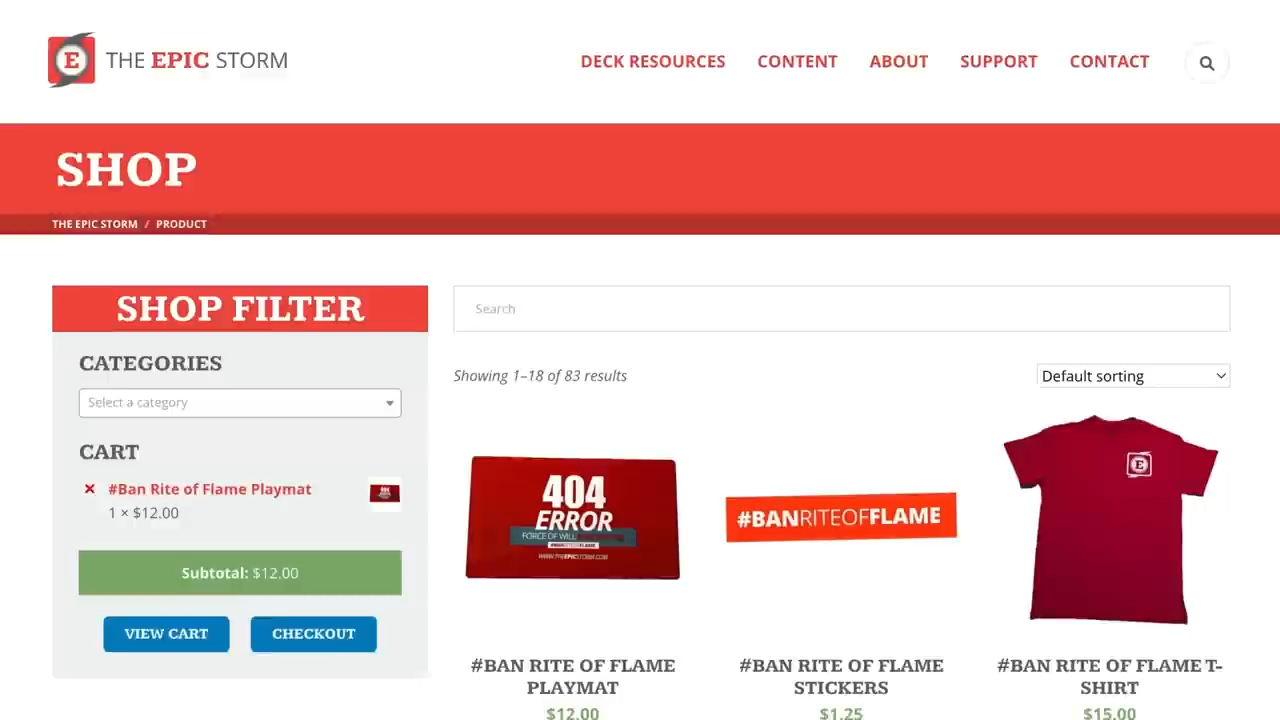 E THE EPIC STORM
DECK RESOURCES CONTENT ABOUT SUPPORT CONTACT
SHOP
THE EPIC STORM / PRODUCT
SHOP FILTER
CATEGORIES
Select a category
CART
× #Ban Rite of Flame Playmat
1 × $12.00
Subtotal: $12.00
VIEW CART CHECKOUT
Search
Showing 1–18 of 83 results
Default sorting
404
ERROR
FORCE OF WILL
#BANRITEOFFLAME
WWW.THEEPICSTORM.COM
#BANRITEOFFLAME
E
#BAN RITE OF FLAME
PLAYMAT
$12.00
#BAN RITE OF FLAME
STICKERS
$1.25
#BAN RITE OF FLAME T-
SHIRT
$15.00